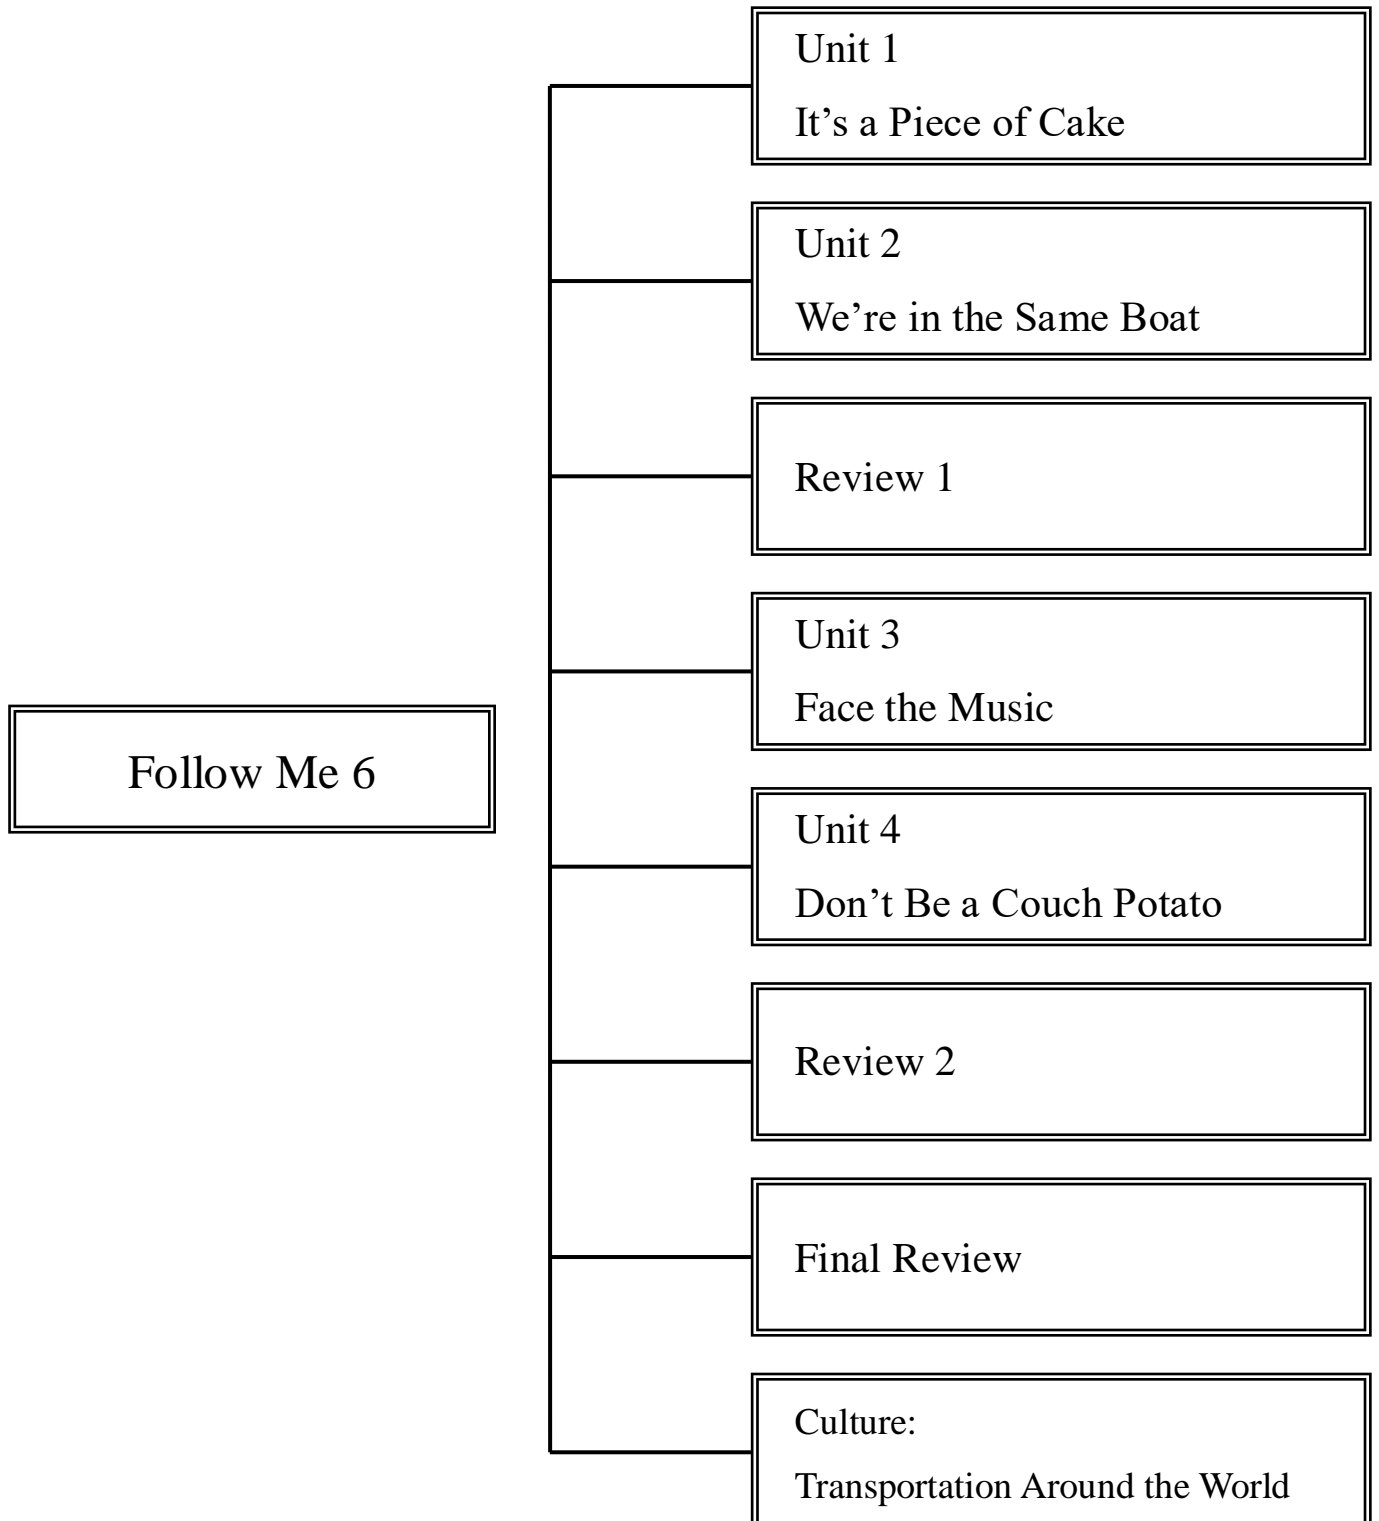 Unit 1
It’s a Piece of Cake
Unit 2
We’re in the Same Boat
Review 1
Unit 3
Face the Music
Follow Me 6
Unit 4
Don’t Be a Couch Potato
Review 2
Final Review
Culture:
Transportation Around the World